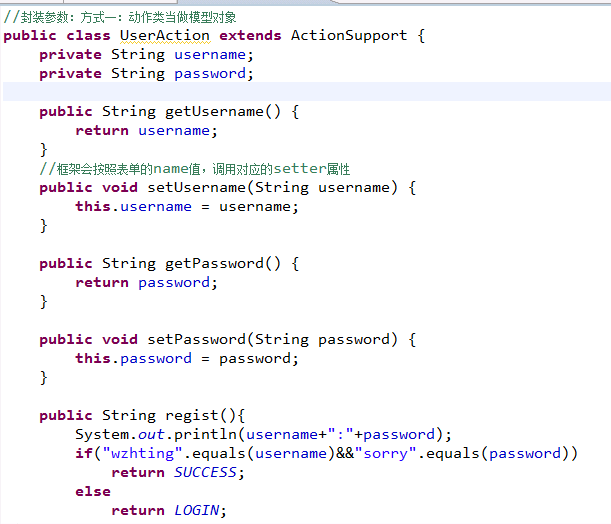 //封装参数：方式一：动作类当做模型对象
public class UserAction extends ActionSupport {
    private String username;
    private String password;

    public String getUsername() {
        return username;
    }
    //框架会按照表单的name值，调用对应的setter属性
    public void setUsername(String username) {
        this.username = username;
    }

    public String getPassword() {
        return password;
    }

    public void setPassword(String password) {
        this.password = password;
    }

    public String regist(){
        System.out.println(username+":"+password);
        if("wzhting".equals(username)&&"sorry".equals(password))
            return SUCCESS;
        else
            return LOGIN;